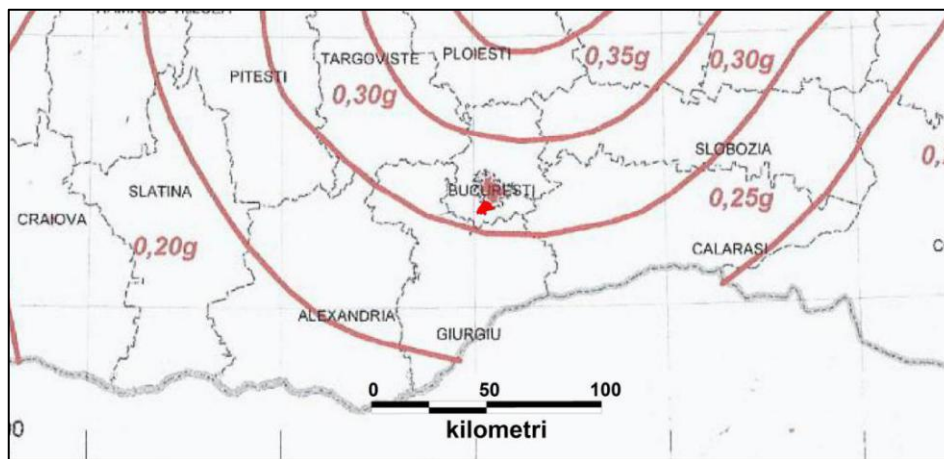 TARGOVISTE
PLOIESTI
0,35g
0,30g
PITESTI
0,30g
SLOBOZIA
SLATINA
BUCURESTI
0,25g
CRAIOVA
0,20g
CALARASI
ALEXANDRIA
GIURGIU
0 50 100
kilometri